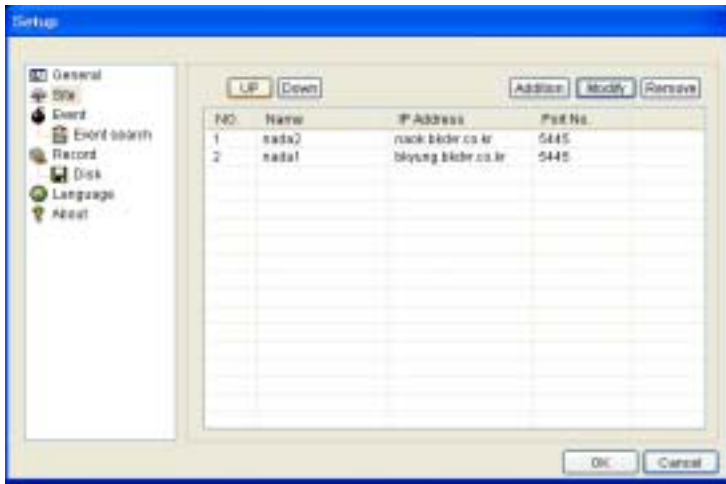 Setup
General
Site
Event
Event search
Record
Disk
Language
About
UP Down Addition Modify Remove
NO. Name IP Address Port No.
1 nada2 5445
2 nada1 5445
OK Cancel